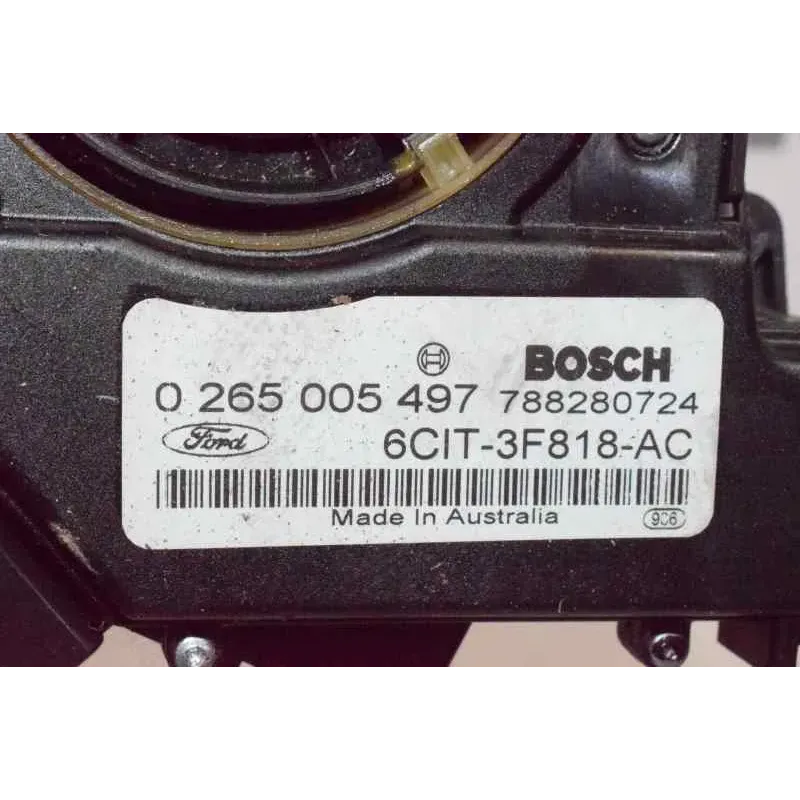 BOSCH
0 265 005 497 788280724
Ford 6CIT-3F818-AC
Made In Australia 906